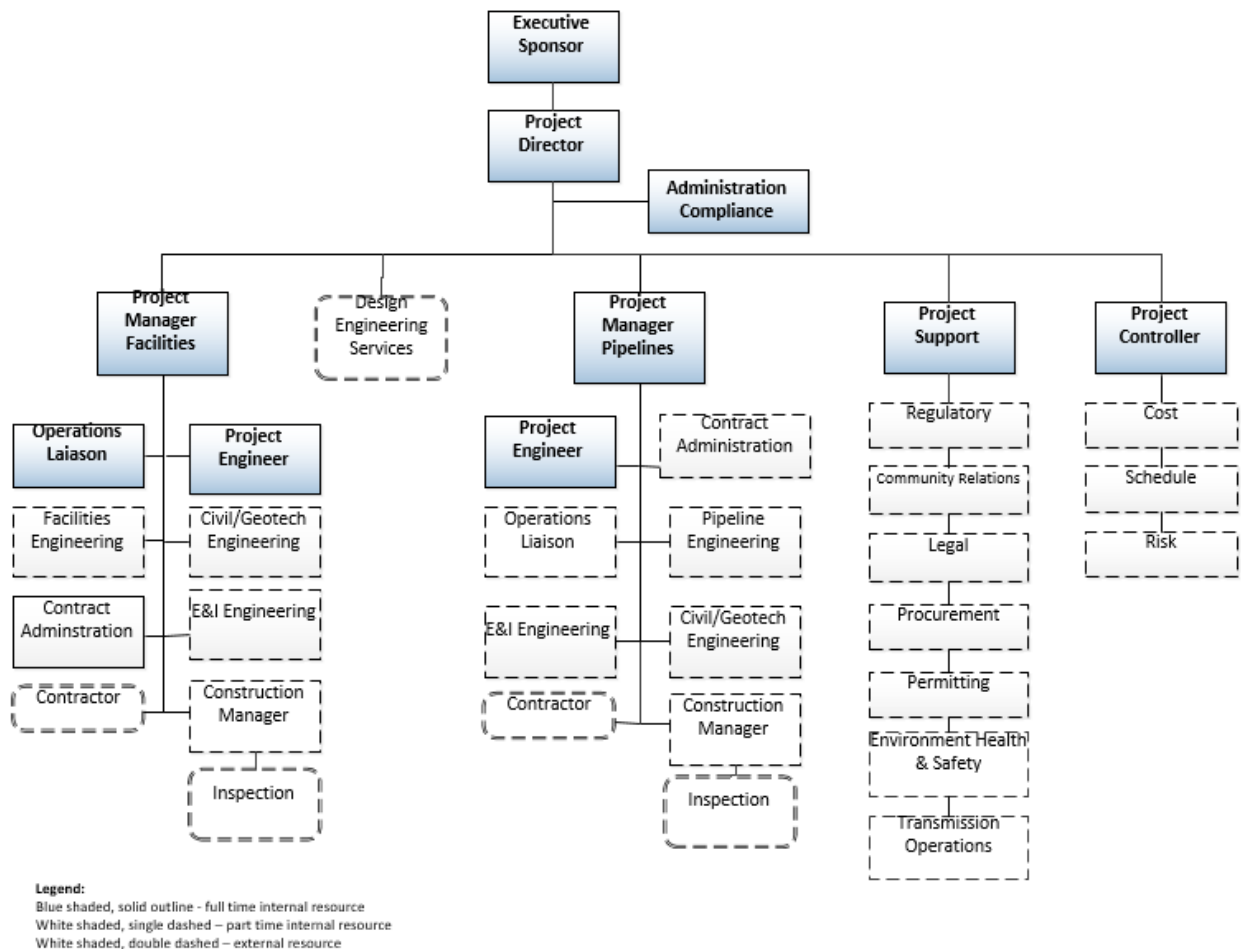 Executive
Sponsor
Project
Director
Administration
Compliance
Project
Manager
Facilities
Design
Engineering
Services
Project
Manager
Pipelines
Project
Support
Project
Controller
Operations
Laiason
Project
Engineer
Facilities
Engineering
Civil/Geotech
Engineering
Contract
Adminstration
E&I Engineering
Contractor
Construction
Manager
Inspection
Project
Engineer
Contract
Administration
Operations
Liaison
Pipeline
Engineering
E&I Engineering
Civil/Geotech
Engineering
Contractor
Construction
Manager
Inspection
Regulatory
Community Relations
Legal
Procurement
Permitting
Environment Health
& Safety
Transmission
Operations
Cost
Schedule
Risk
Legend:
Blue shaded, solid outline - full time internal resource
White shaded, single dashed – part time internal resource
White shaded, double dashed – external resource